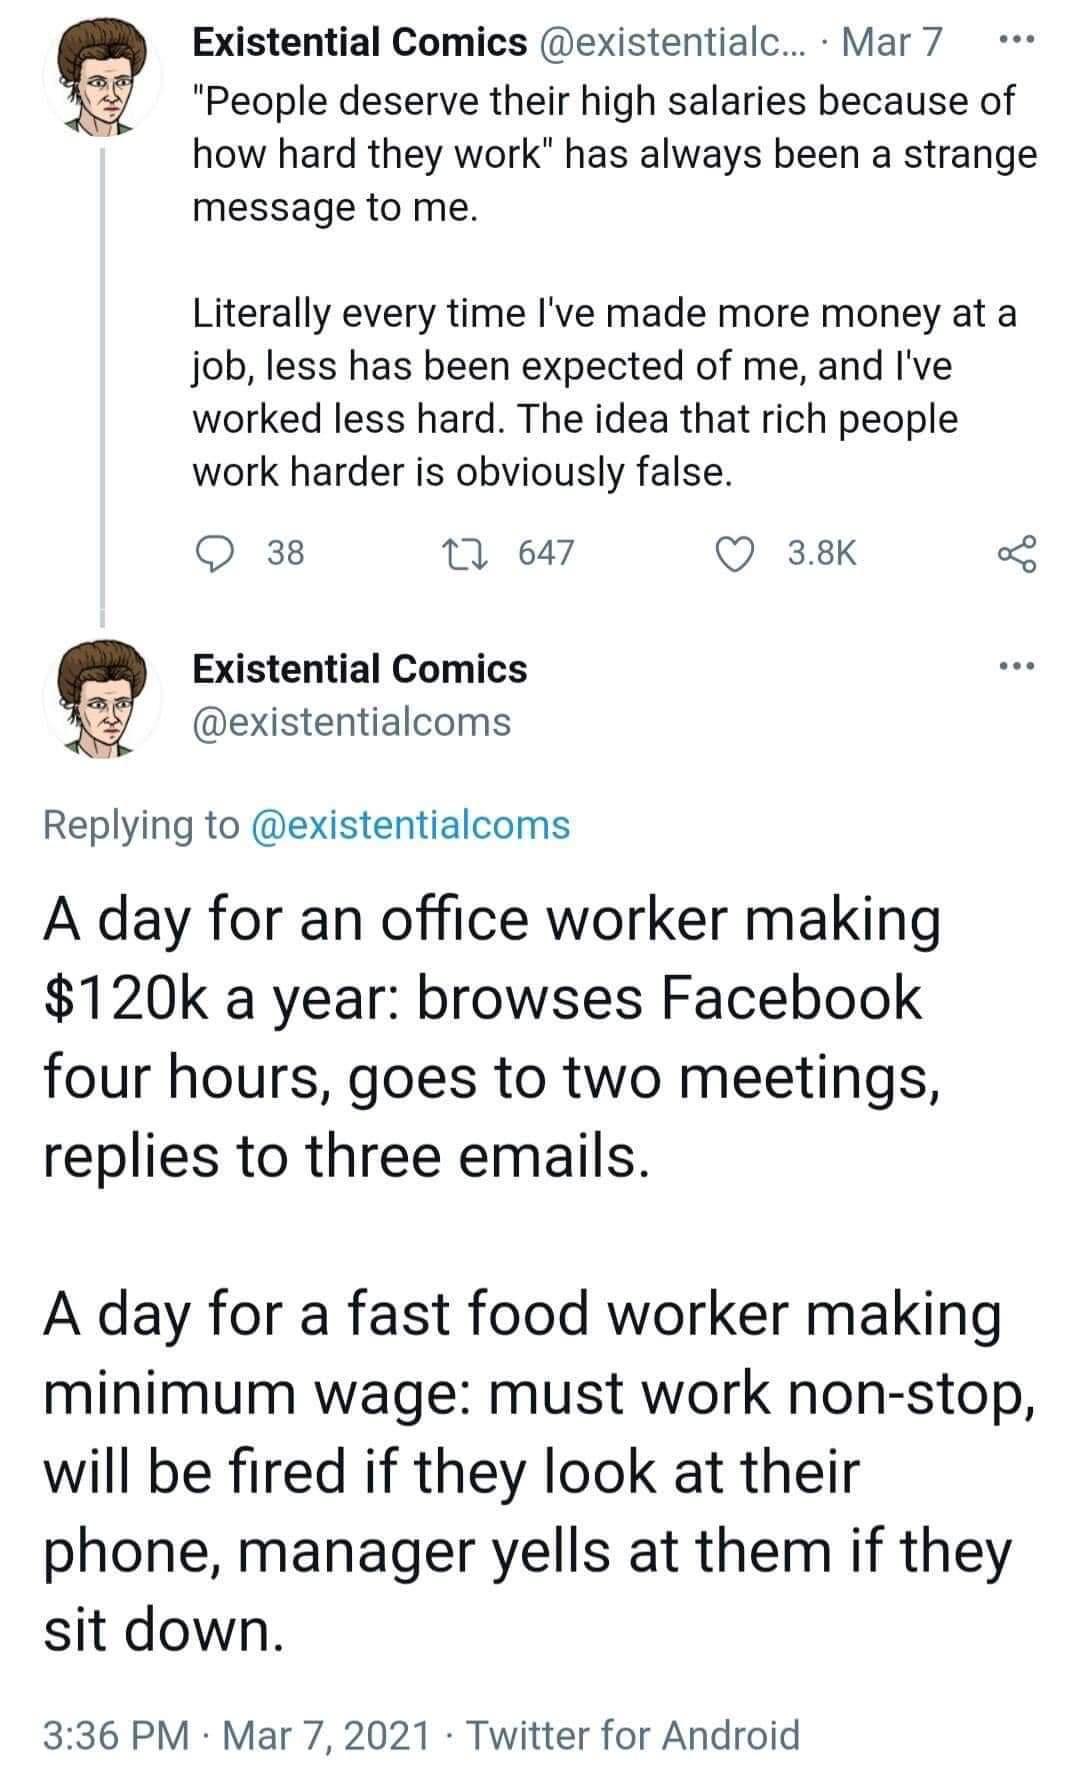 Existential Comics @existentialc... · Mar 7 ...
"People deserve their high salaries because of
how hard they work" has always been a strange
message to me.
Literally every time I've made more money at a
job, less has been expected of me, and I've
worked less hard. The idea that rich people
work harder is obviously false.
38 647 3.8K
Existential Comics ...
@existentialcoms
Replying to @existentialcoms
A day for an office worker making
$120k a year: browses Facebook
four hours, goes to two meetings,
replies to three emails.
A day for a fast food worker making
minimum wage: must work non-stop,
will be fired if they look at their
phone, manager yells at them if they
sit down.
3:36 PM · Mar 7, 2021 · Twitter for Android